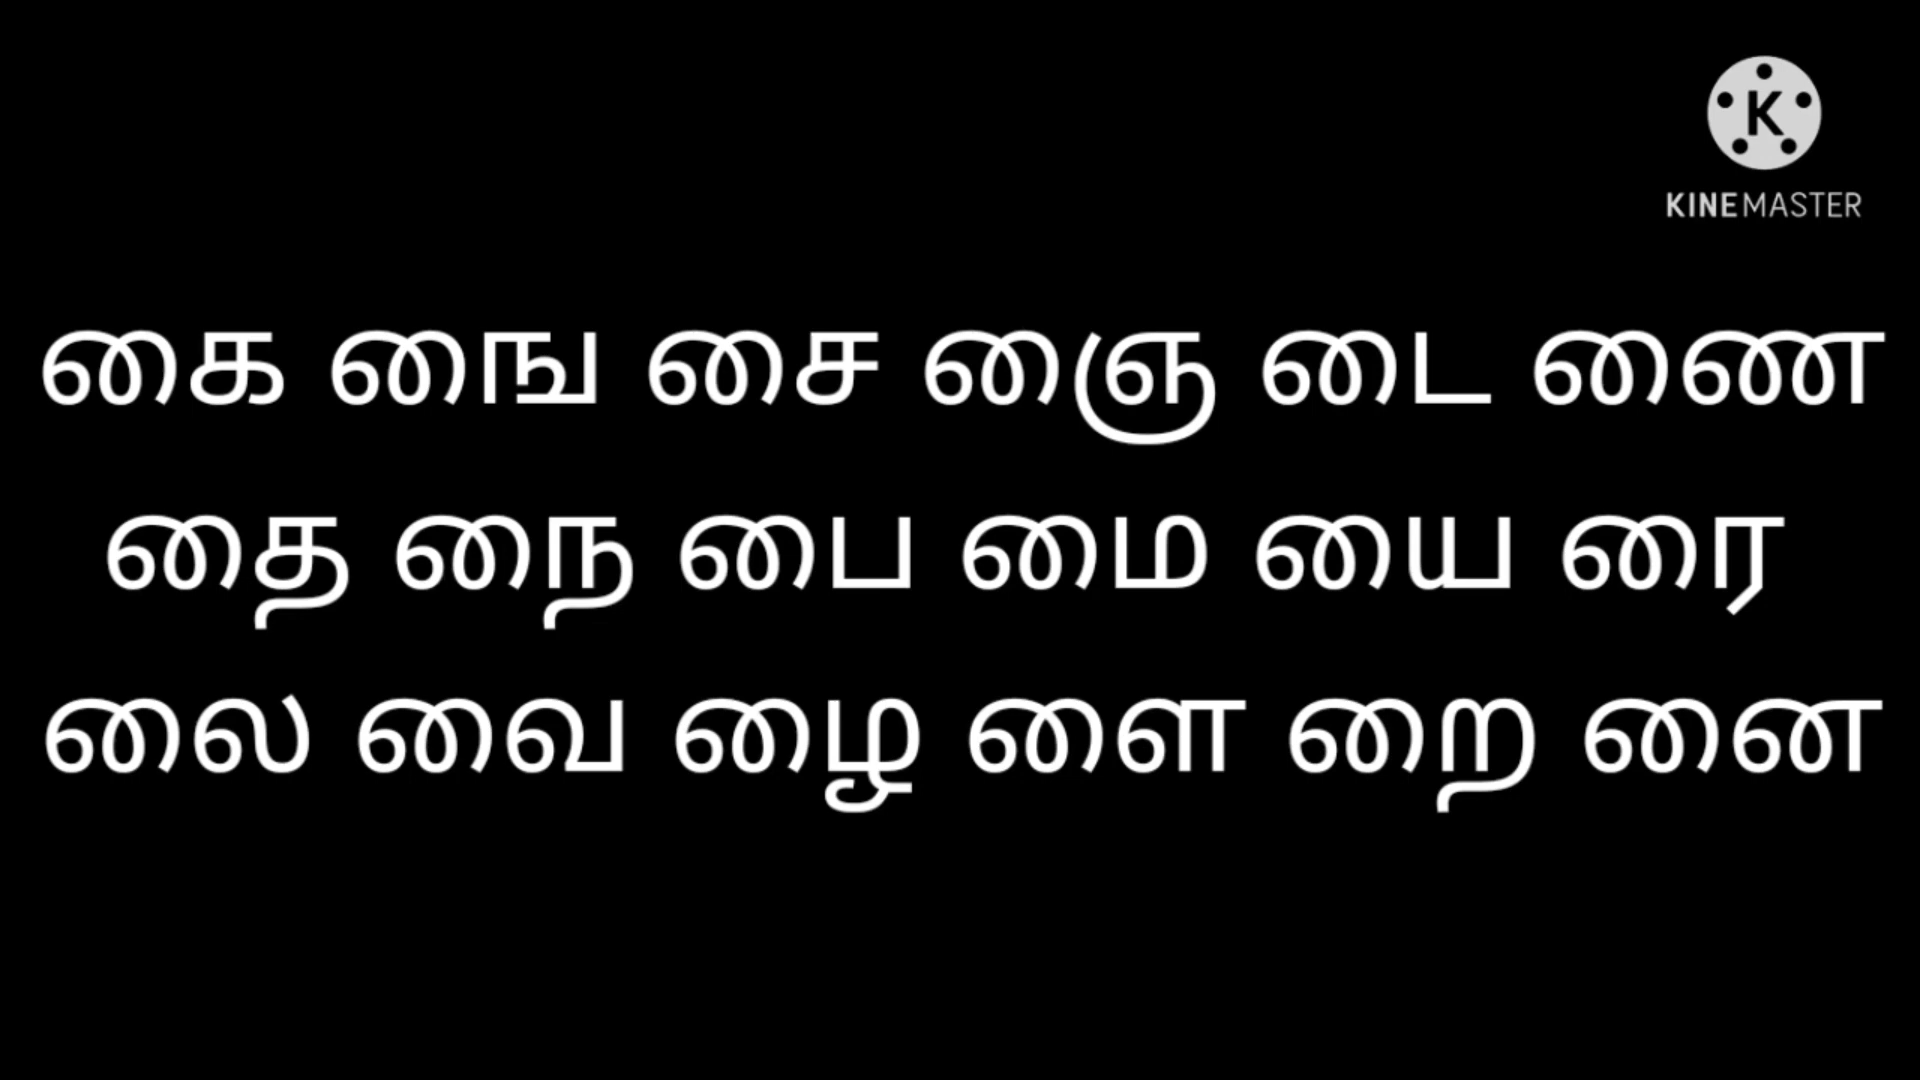 K
KINEMASTER
கை ஙை சை ஞை டை ணை
தை நை பை மை யை ரை
லை வை ழை ளை றை னை